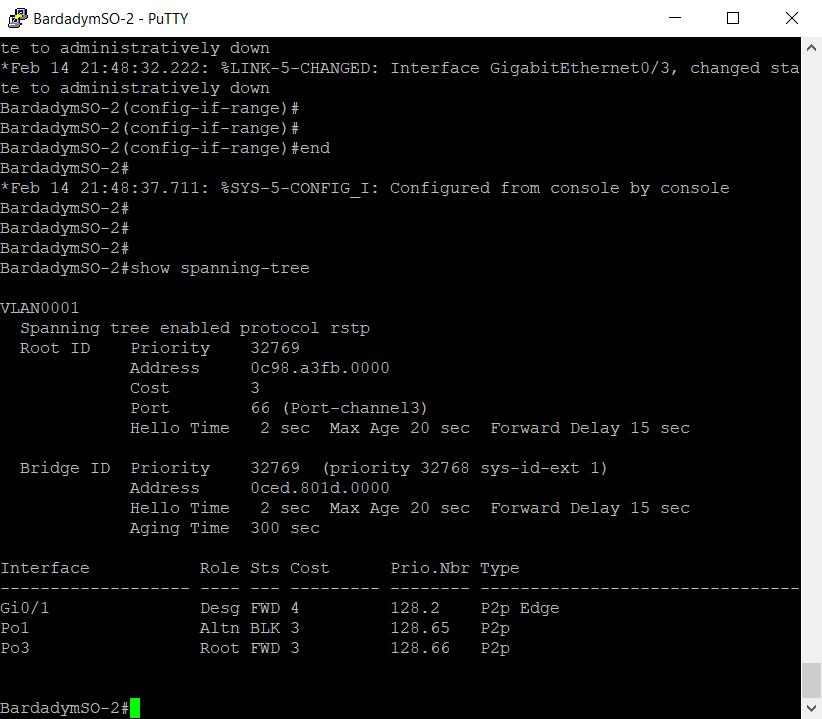 BardadymSO-2 - PuTTY
te to administratively down
*Feb 14 21:48:32.222: %LINK-5-CHANGED: Interface GigabitEthernet0/3, changed sta
te to administratively down
BardadymSO-2(config-if-range)#
BardadymSO-2(config-if-range)#
BardadymSO-2(config-if-range)#end
BardadymSO-2#
*Feb 14 21:48:37.711: %SYS-5-CONFIG_I: Configured from console by console
BardadymSO-2#
BardadymSO-2#
BardadymSO-2#
BardadymSO-2#show spanning-tree

VLAN0001
  Spanning tree enabled protocol rstp
  Root ID    Priority    32769
             Address     0c98.a3fb.0000
             Cost        3
             Port        66 (Port-channel3)
             Hello Time   2 sec  Max Age 20 sec  Forward Delay 15 sec

  Bridge ID  Priority    32769  (priority 32768 sys-id-ext 1)
             Address     0ced.801d.0000
             Hello Time   2 sec  Max Age 20 sec  Forward Delay 15 sec
             Aging Time  300 sec

Interface           Role Sts Cost      Prio.Nbr Type
------------------- ---- --- --------- -------- --------------------------------
Gi0/1               Desg FWD 4         128.2    P2p Edge
Po1                 Altn BLK 3         128.65   P2p
Po3                 Root FWD 3         128.66   P2p

BardadymSO-2#